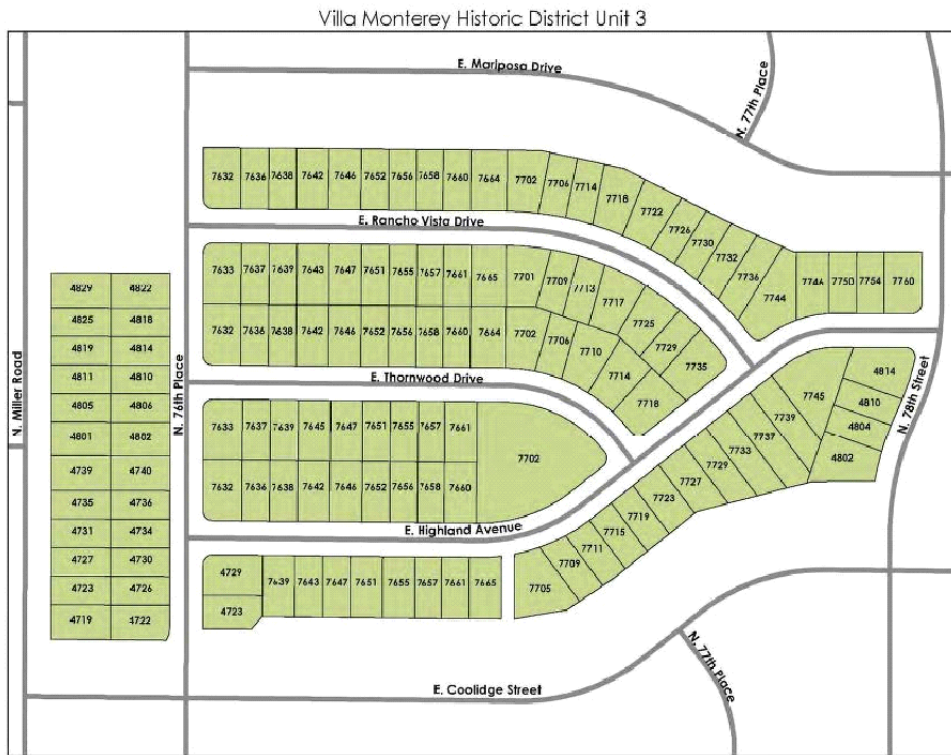 Villa Monterey Historic District Unit 3
E. Mariposa Drive
N. 77th Place
7632 7636 7638 7642 7646 7652 7656 7658 7660 7664 7702 7706 7714 7718 7722 7726 7730 7732 7736 7744 7746 7750 7754 7760
E. Rancho Vista Drive
7633 7637 7639 7643 7647 7651 7655 7657 7661 7665 7701 7709 7713 7717 7725 7729 7735
7632 7636 7638 7642 7646 7652 7656 7658 7660 7664 7702 7706 7710 7714 7718
E. Thornwood Drive
7633 7637 7639 7645 7647 7651 7655 7657 7661
7702
7632 7636 7638 7642 7646 7652 7656 7658 7660
E. Highland Avenue
4729
4723
7639 7643 7647 7651 7655 7657 7661 7665
7705 7709 7711 7715 7719 7723 7727 7729 7733 7737 7739 7745
4814
4810
4804
4802
N. 78th Street
N. Miller Road
N. 76th Place
4829 4822
4825 4818
4819 4814
4811 4810
4805 4806
4801 4802
4739 4740
4735 4736
4731 4734
4727 4730
4723 4726
4719 4722
E. Coolidge Street
N. 77th Place